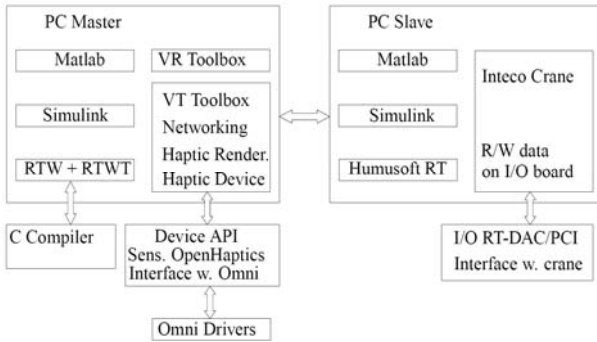 PC Master
Matlab
VR Toolbox
Simulink
VT Toolbox
Networking
Haptic Render.
Haptic Device
RTW + RTWT
C Compiler
Device API
Sens. OpenHaptics
Interface w. Omni
Omni Drivers
PC Slave
Matlab
Simulink
Humusoft RT
Inteco Crane
R/W data
on I/O board
I/O RT-DAC/PCI
Interface w. crane